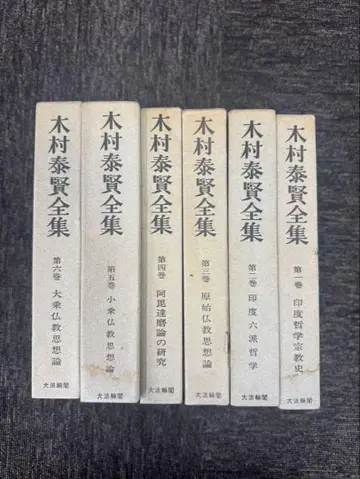 木村泰賢全集
第一巻 印度哲学宗教史
大法輪閣
木村泰賢全集
第二巻 印度六派哲学
大法輪閣
木村泰賢全集
第三巻 原始仏教思想論
大法輪閣
木村泰賢全集
第四巻 阿毘達磨論の研究
大法輪閣
木村泰賢全集
第五巻 小乗仏教思想論
大法輪閣
木村泰賢全集
第六巻 大乗仏教思想論
大法輪閣